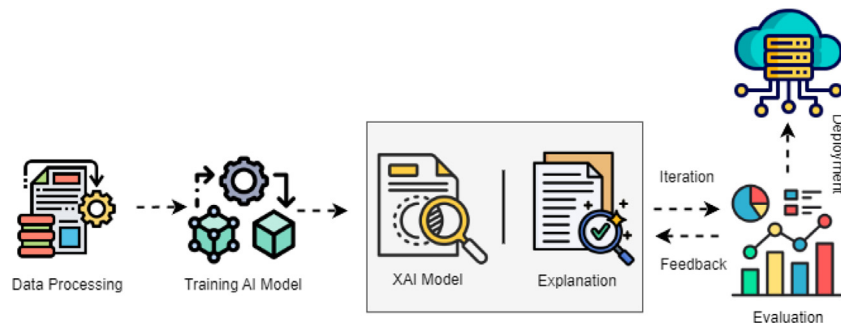 Data Processing
Training AI Model
XAI Model
Explanation
Iteration
Feedback
Deployment
Evaluation